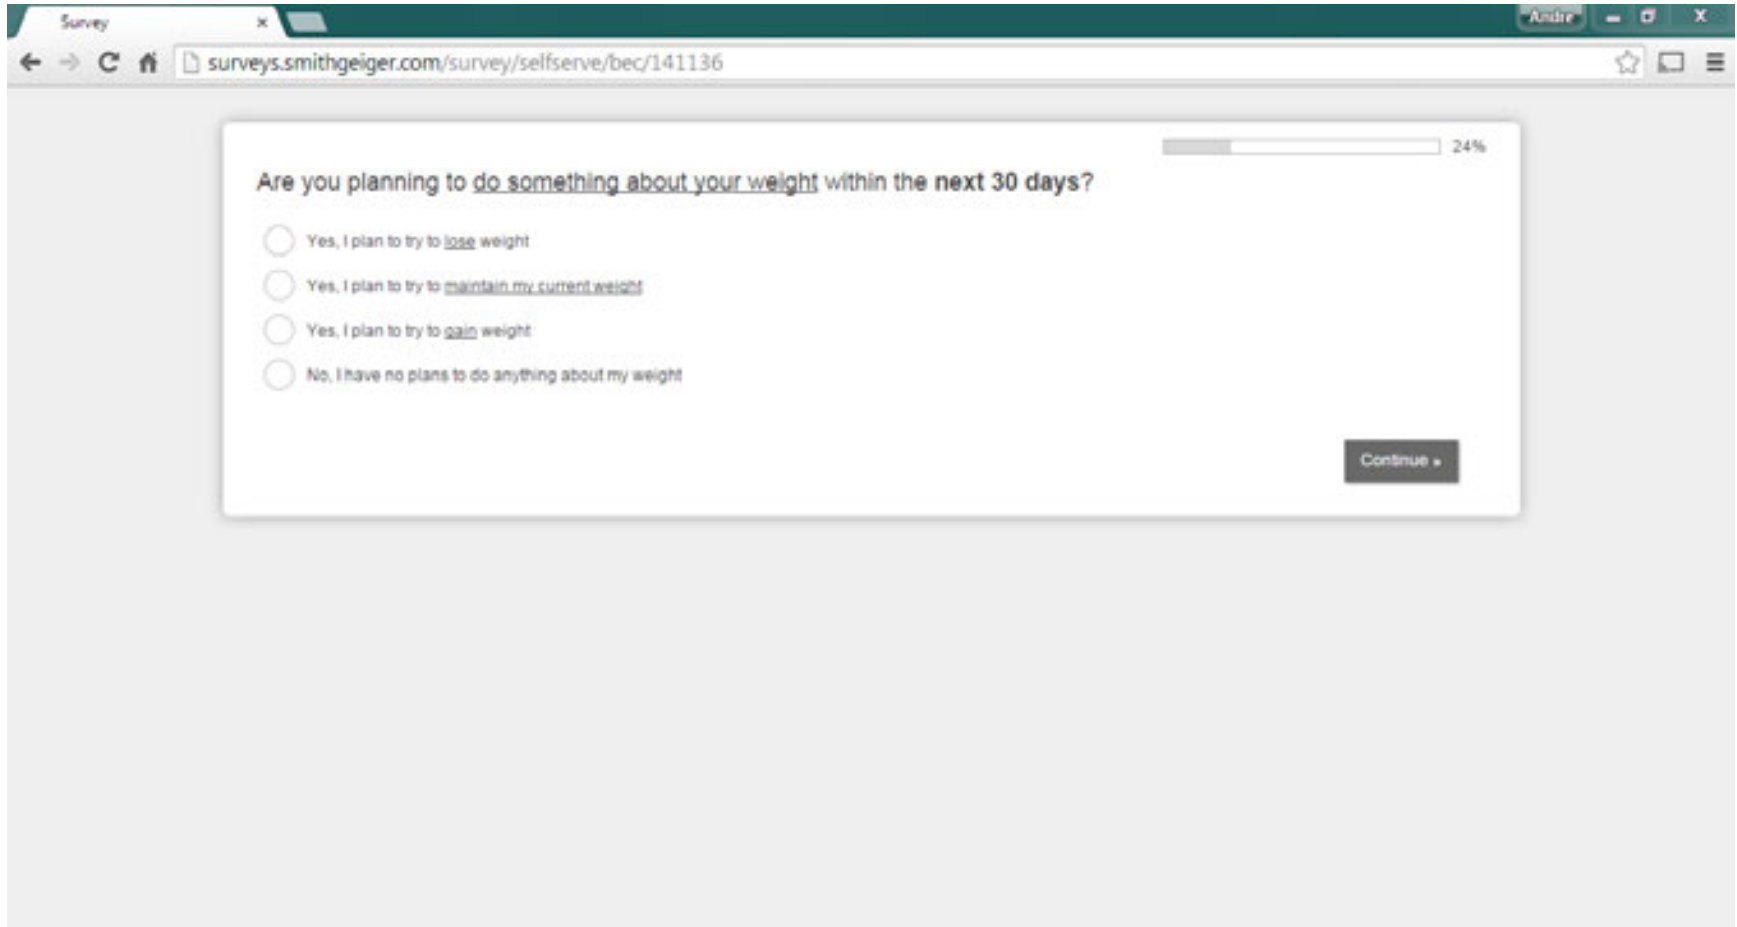 Survey
Andre
surveys.smithgeiger.com/survey/selfserve/bec/141136
24%
Are you planning to do something about your weight within the next 30 days?
Yes, I plan to try to lose weight
Yes, I plan to try to maintain my current weight
Yes, I plan to try to gain weight
No, I have no plans to do anything about my weight
Continue »